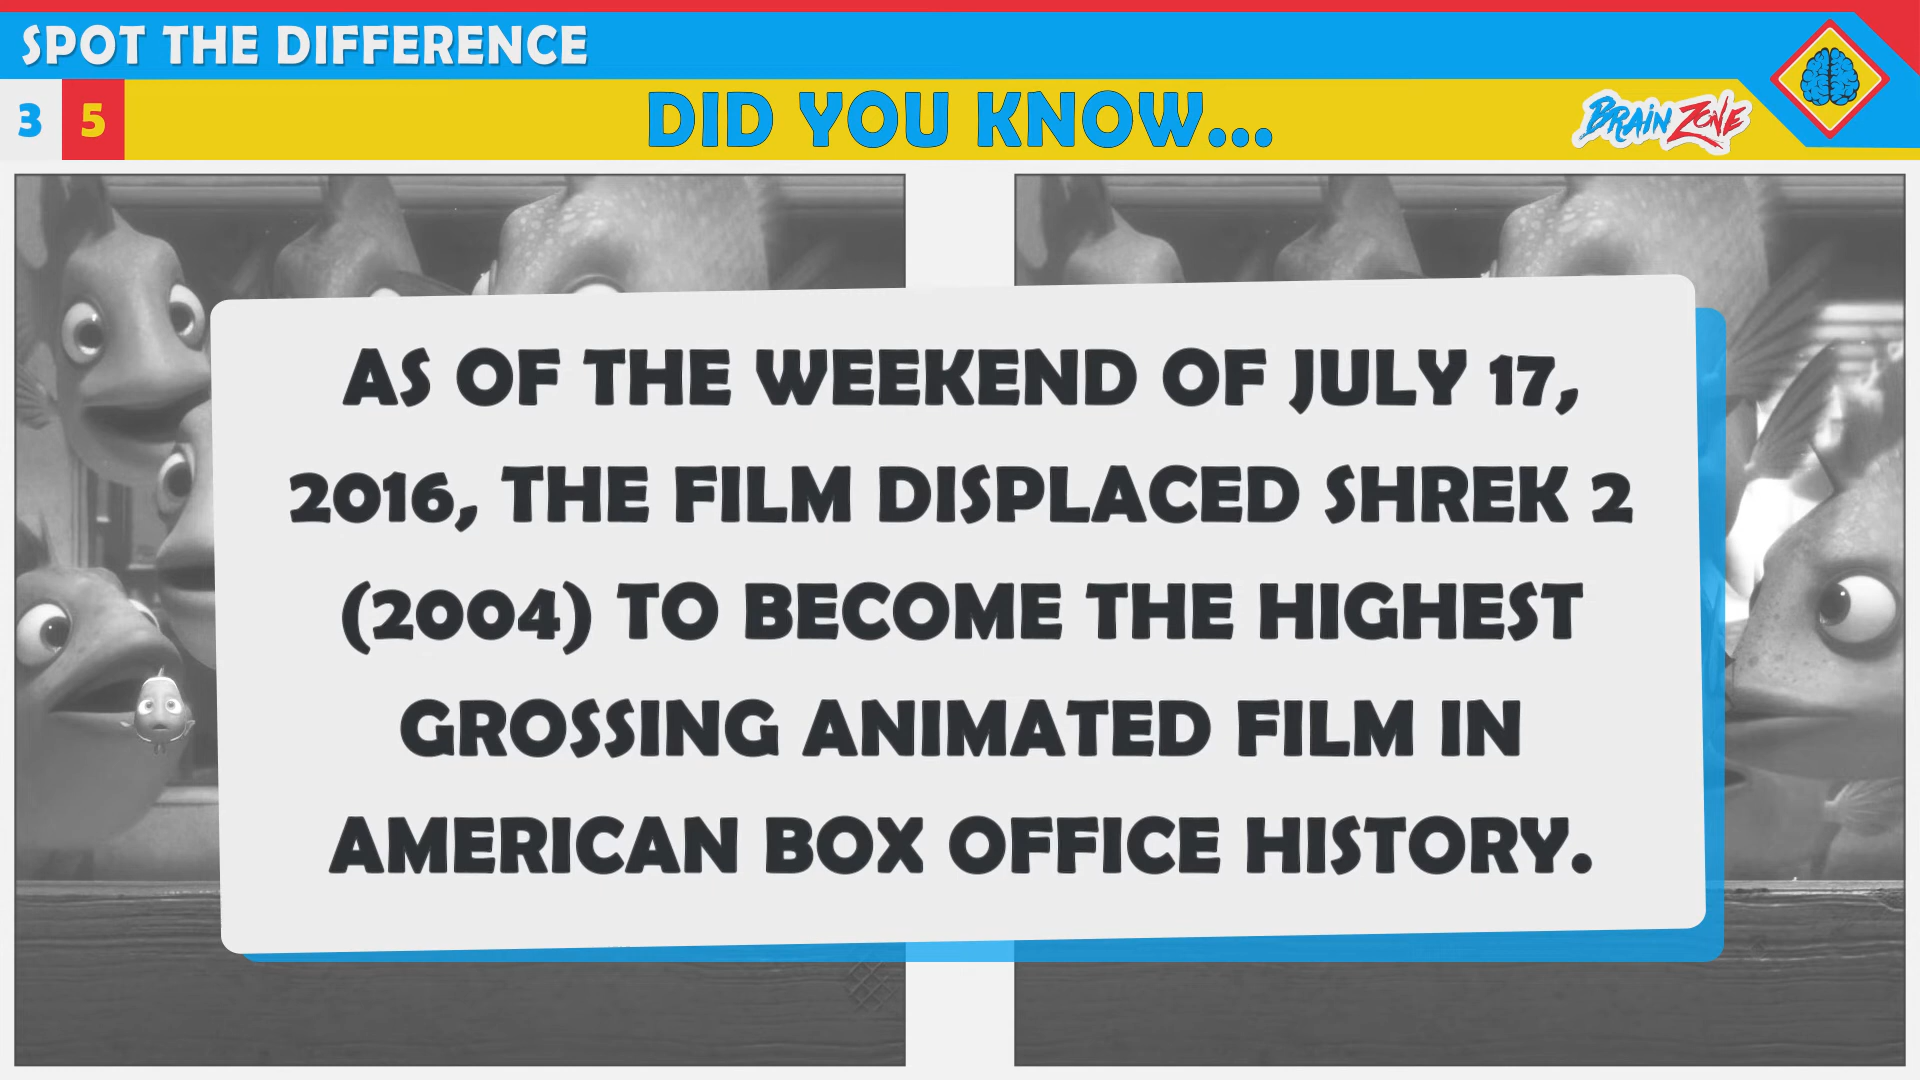 SPOT THE DIFFERENCE
3 5
DID YOU KNOW...
BRAIN ZONE
AS OF THE WEEKEND OF JULY 17,
2016, THE FILM DISPLACED SHREK 2
(2004) TO BECOME THE HIGHEST
GROSSING ANIMATED FILM IN
AMERICAN BOX OFFICE HISTORY.